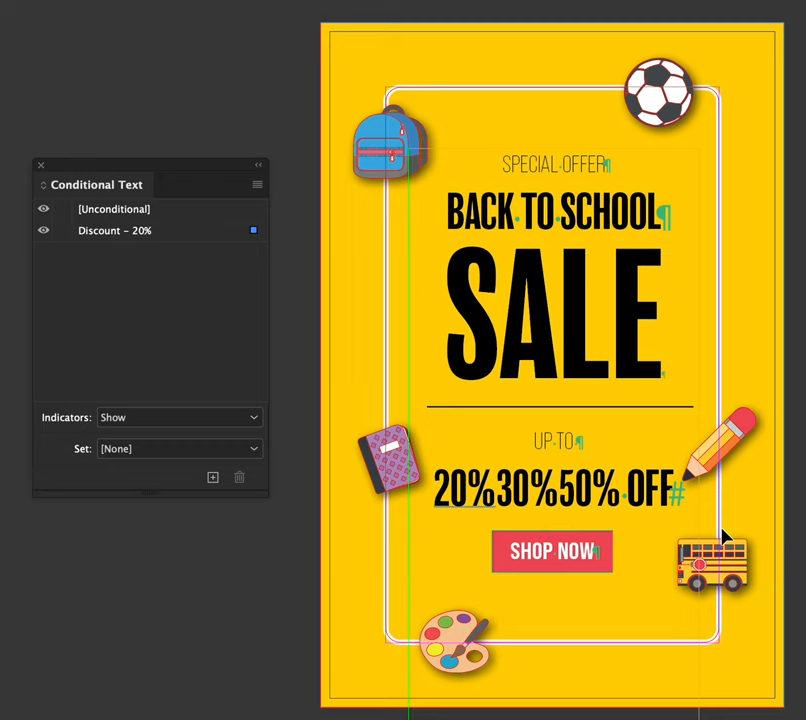 Conditional Text
[Unconditional]
Discount - 20%
Indicators: Show
Set: [None]
SPECIAL OFFER¶
BACK TO SCHOOL¶
SALE¶
UP TO¶
20%30%50% OFF#
SHOP NOW¶